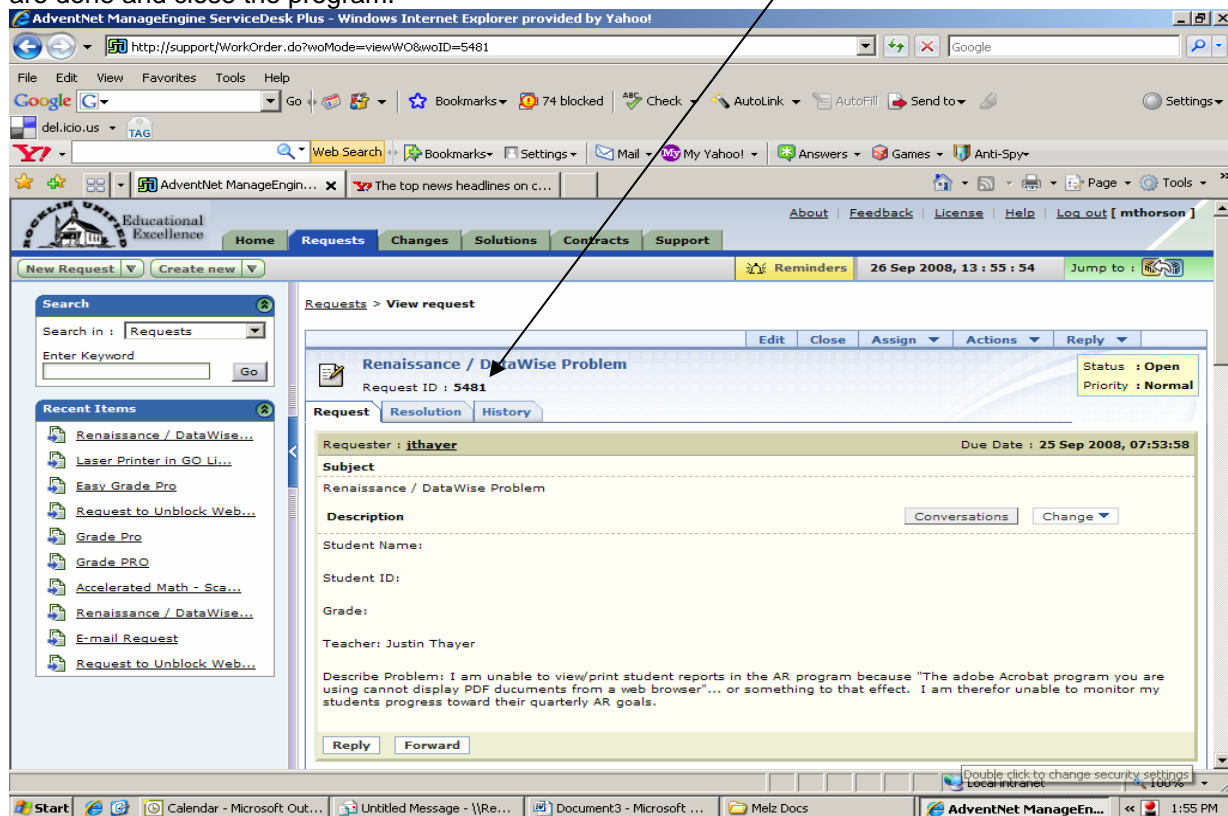 are done and close the program.
AdventNet ManageEngine ServiceDesk Plus - Windows Internet Explorer provided by Yahoo!
http://support/WorkOrder.do?woMode=viewWO&woID=5481
Google
File Edit View Favorites Tools Help
Google G Go Bookmarks 74 blocked ABC Check AutoLink AutoFill Send to Settings
del.icio.us TAG
Y! Web Search Bookmarks Settings Mail My My Yahoo! Answers Games Anti-Spy
AdventNet ManageEngin... X The top news headlines on c... Page Tools »
ROCKLIN UN
Educational
Excellence
About | Feedback | License | Help | Log out [ mthorson ]
Home Requests Changes Solutions Contracts Support
New Request Create new Reminders 26 Sep 2008, 13 : 55 : 54 Jump to :
Search
Search in : Requests
Enter Keyword
Go
Recent Items
Renaissance / DataWise...
Laser Printer in GO Li...
Easy Grade Pro
Request to Unblock Web...
Grade Pro
Grade PRO
Accelerated Math - Sca...
Renaissance / DataWise...
E-mail Request
Request to Unblock Web...
Requests > View request
Edit Close Assign Actions Reply
Renaissance / DataWise Problem
Request ID : 5481
Status : Open
Priority : Normal
Request Resolution History
Requester : jthayer Due Date : 25 Sep 2008, 07:53:58
Subject
Renaissance / DataWise Problem
Description Conversations Change
Student Name:
Student ID:
Grade:
Teacher: Justin Thayer
Describe Problem: I am unable to view/print student reports in the AR program because "The adobe Acrobat program you are
using cannot display PDF ducuments from a web browser"... or something to that effect. I am therefor unable to monitor my
students progress toward their quarterly AR goals.
Reply Forward
Double click to change security settings
Local intranet 100%
Start Calendar - Microsoft Out... Untitled Message - \\Re... Document3 - Microsoft ... Melz Docs AdventNet ManageEn... « 1:55 PM